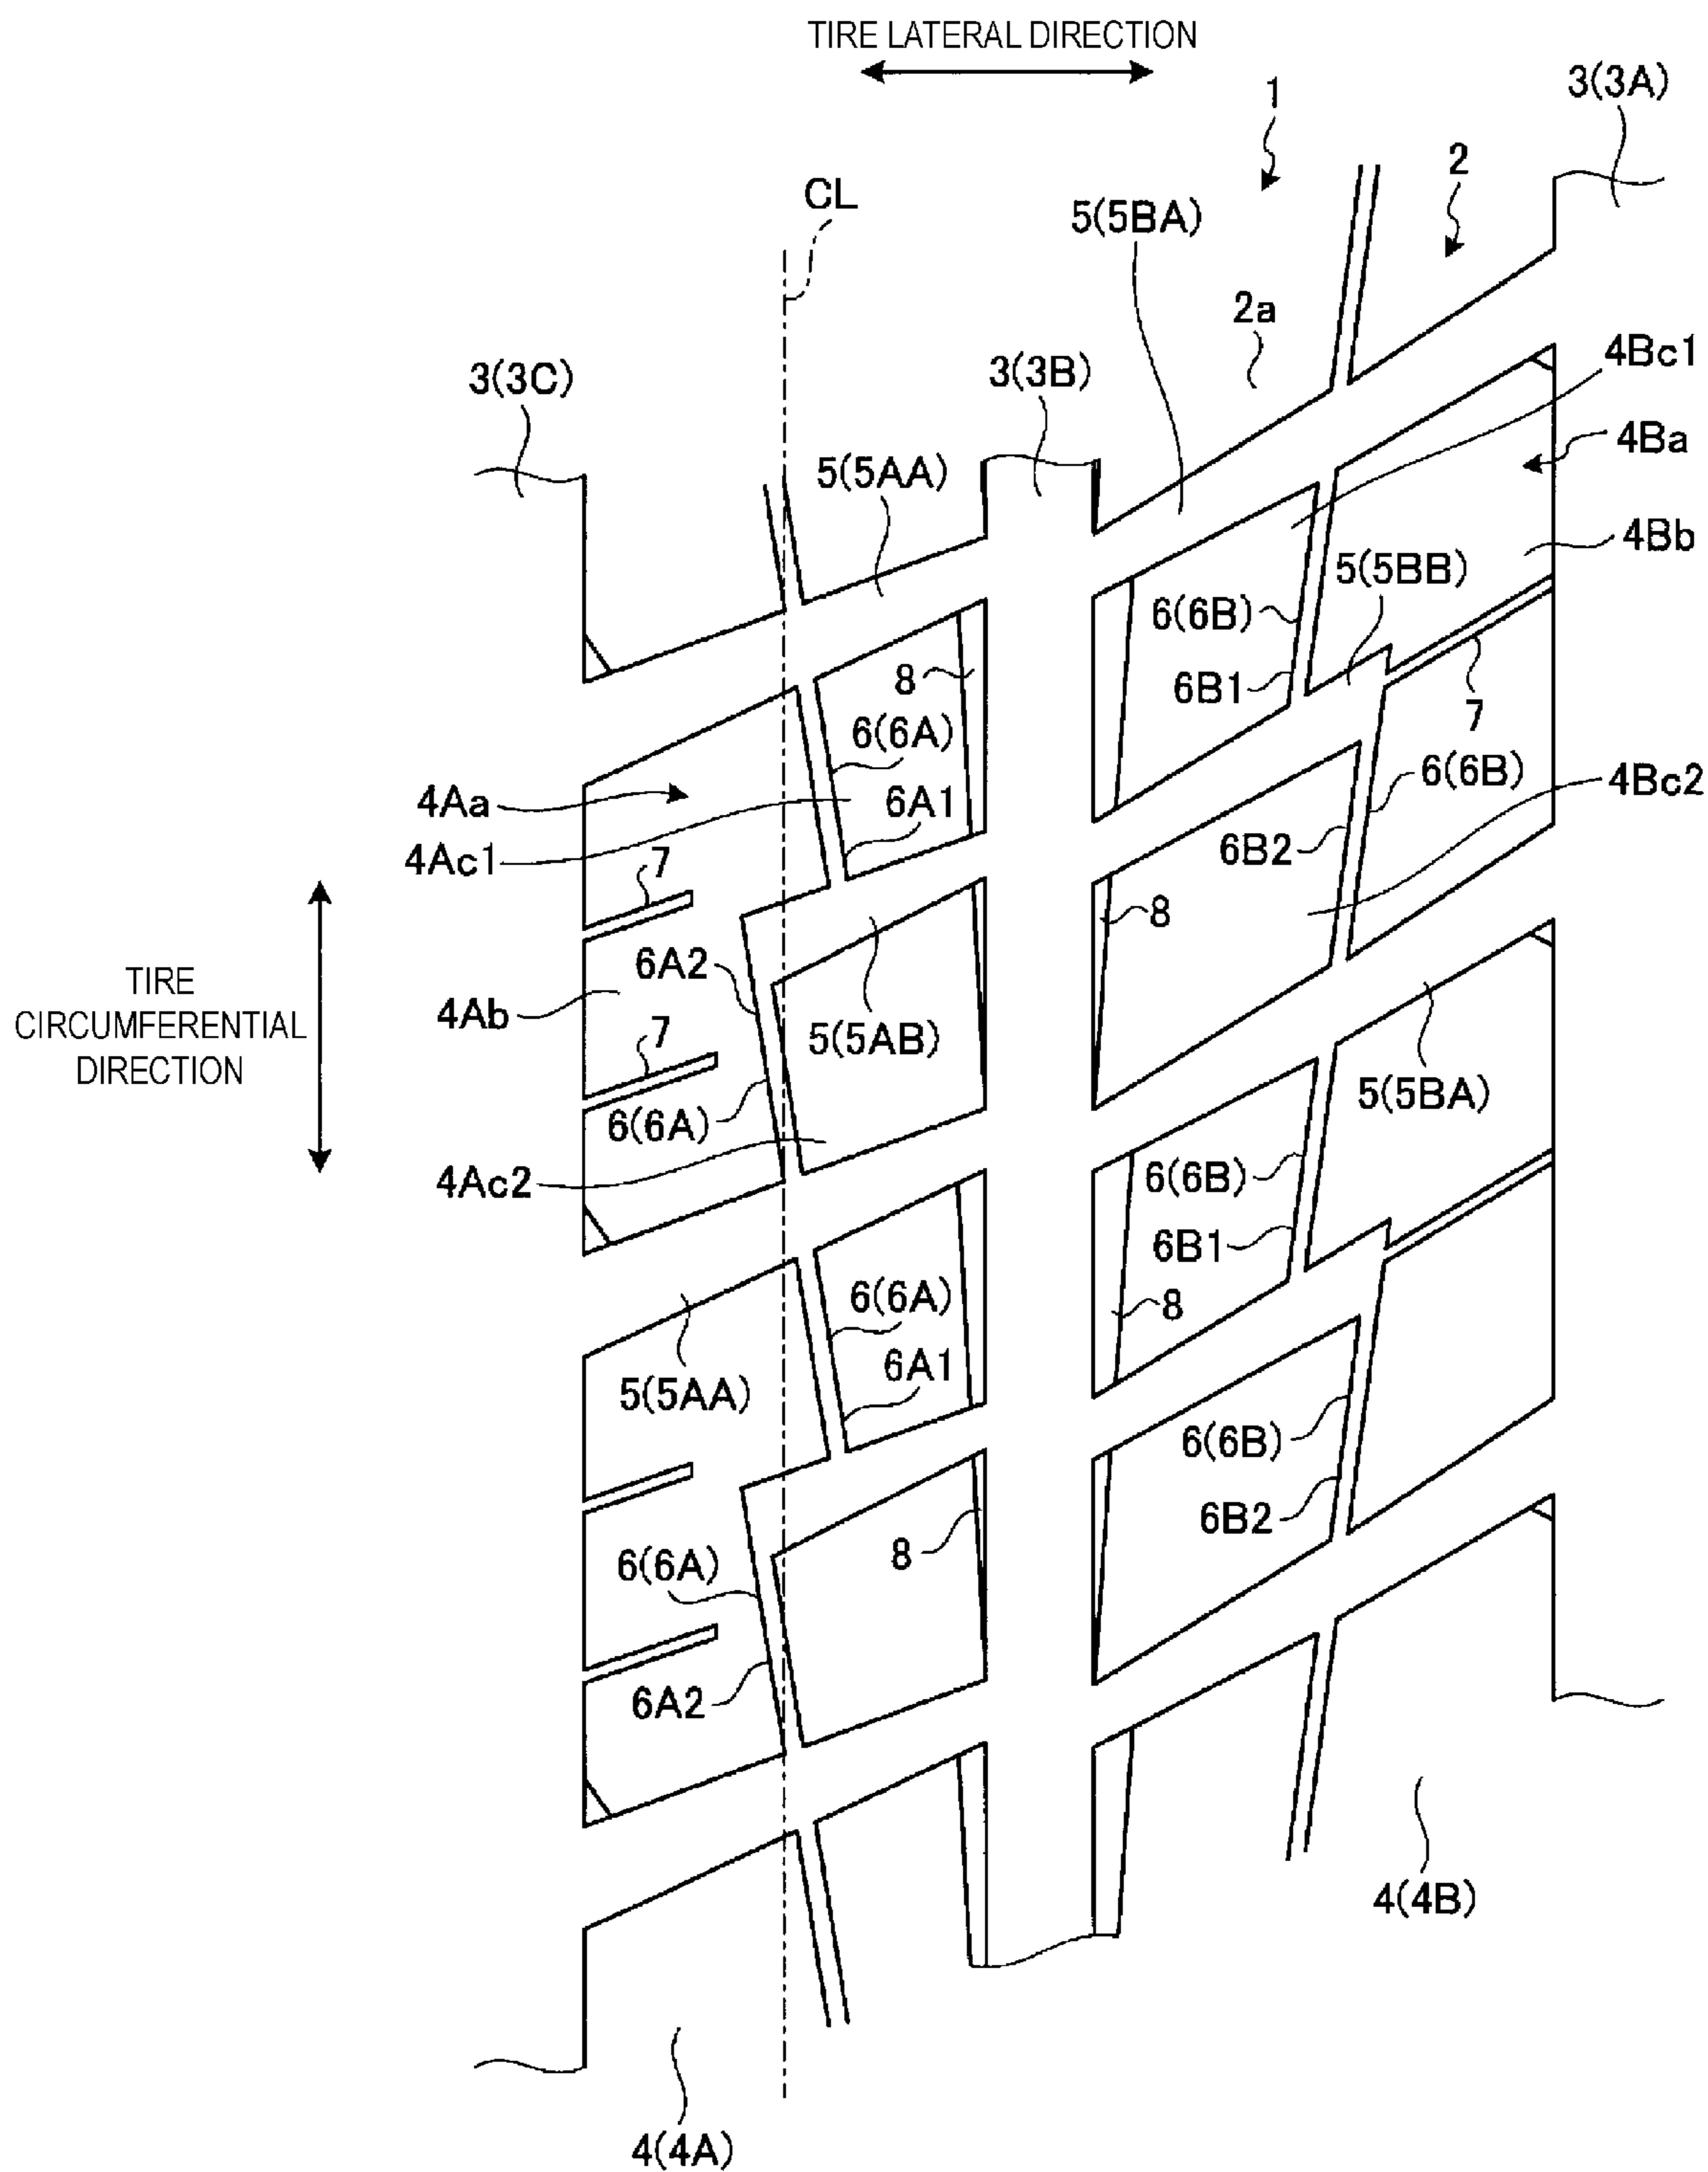 TIRE LATERAL DIRECTION
3(3A)
1
2
CL
5(5BA)
2a
4Bc1
3(3C)
3(3B)
4Ba
5(5AA)
4Bb
5(5BB)
6(6B)
8
6B1
7
6(6A)
6(6B)
4Bc2
4Aa
6A1
6B2
4Ac1
7
8
6A2
4Ab
TIRE
CIRCUMFERENTIAL
DIRECTION
7
5(5AB)
5(5BA)
6(6A)
4Ac2
6(6B)
6B1
6(6A)
8
6A1
5(5AA)
6(6B)
6B2
8
6(6A)
6A2
4(4B)
4(4A)